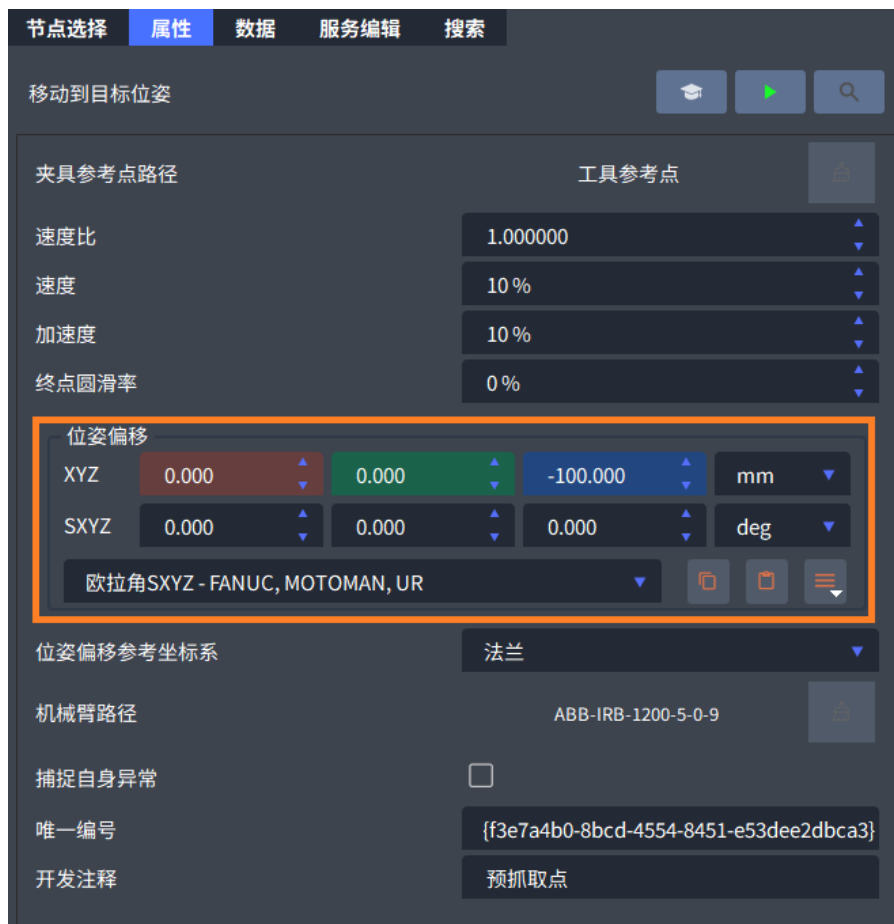 节点选择 属性 数据 服务编辑 搜索
移动到目标位姿
夹具参考点路径 工具参考点
速度比 1.000000
速度 10 %
加速度 10 %
终点圆滑率 0 %
位姿偏移
XYZ 0.000 0.000 -100.000 mm
SXYZ 0.000 0.000 0.000 deg
欧拉角SXYZ - FANUC, MOTOMAN, UR
位姿偏移参考坐标系 法兰
机械臂路径 ABB-IRB-1200-5-0-9
捕捉自身异常
唯一编号 {f3e7a4b0-8bcd-4554-8451-e53dee2dbca3}
开发注释 预抓取点